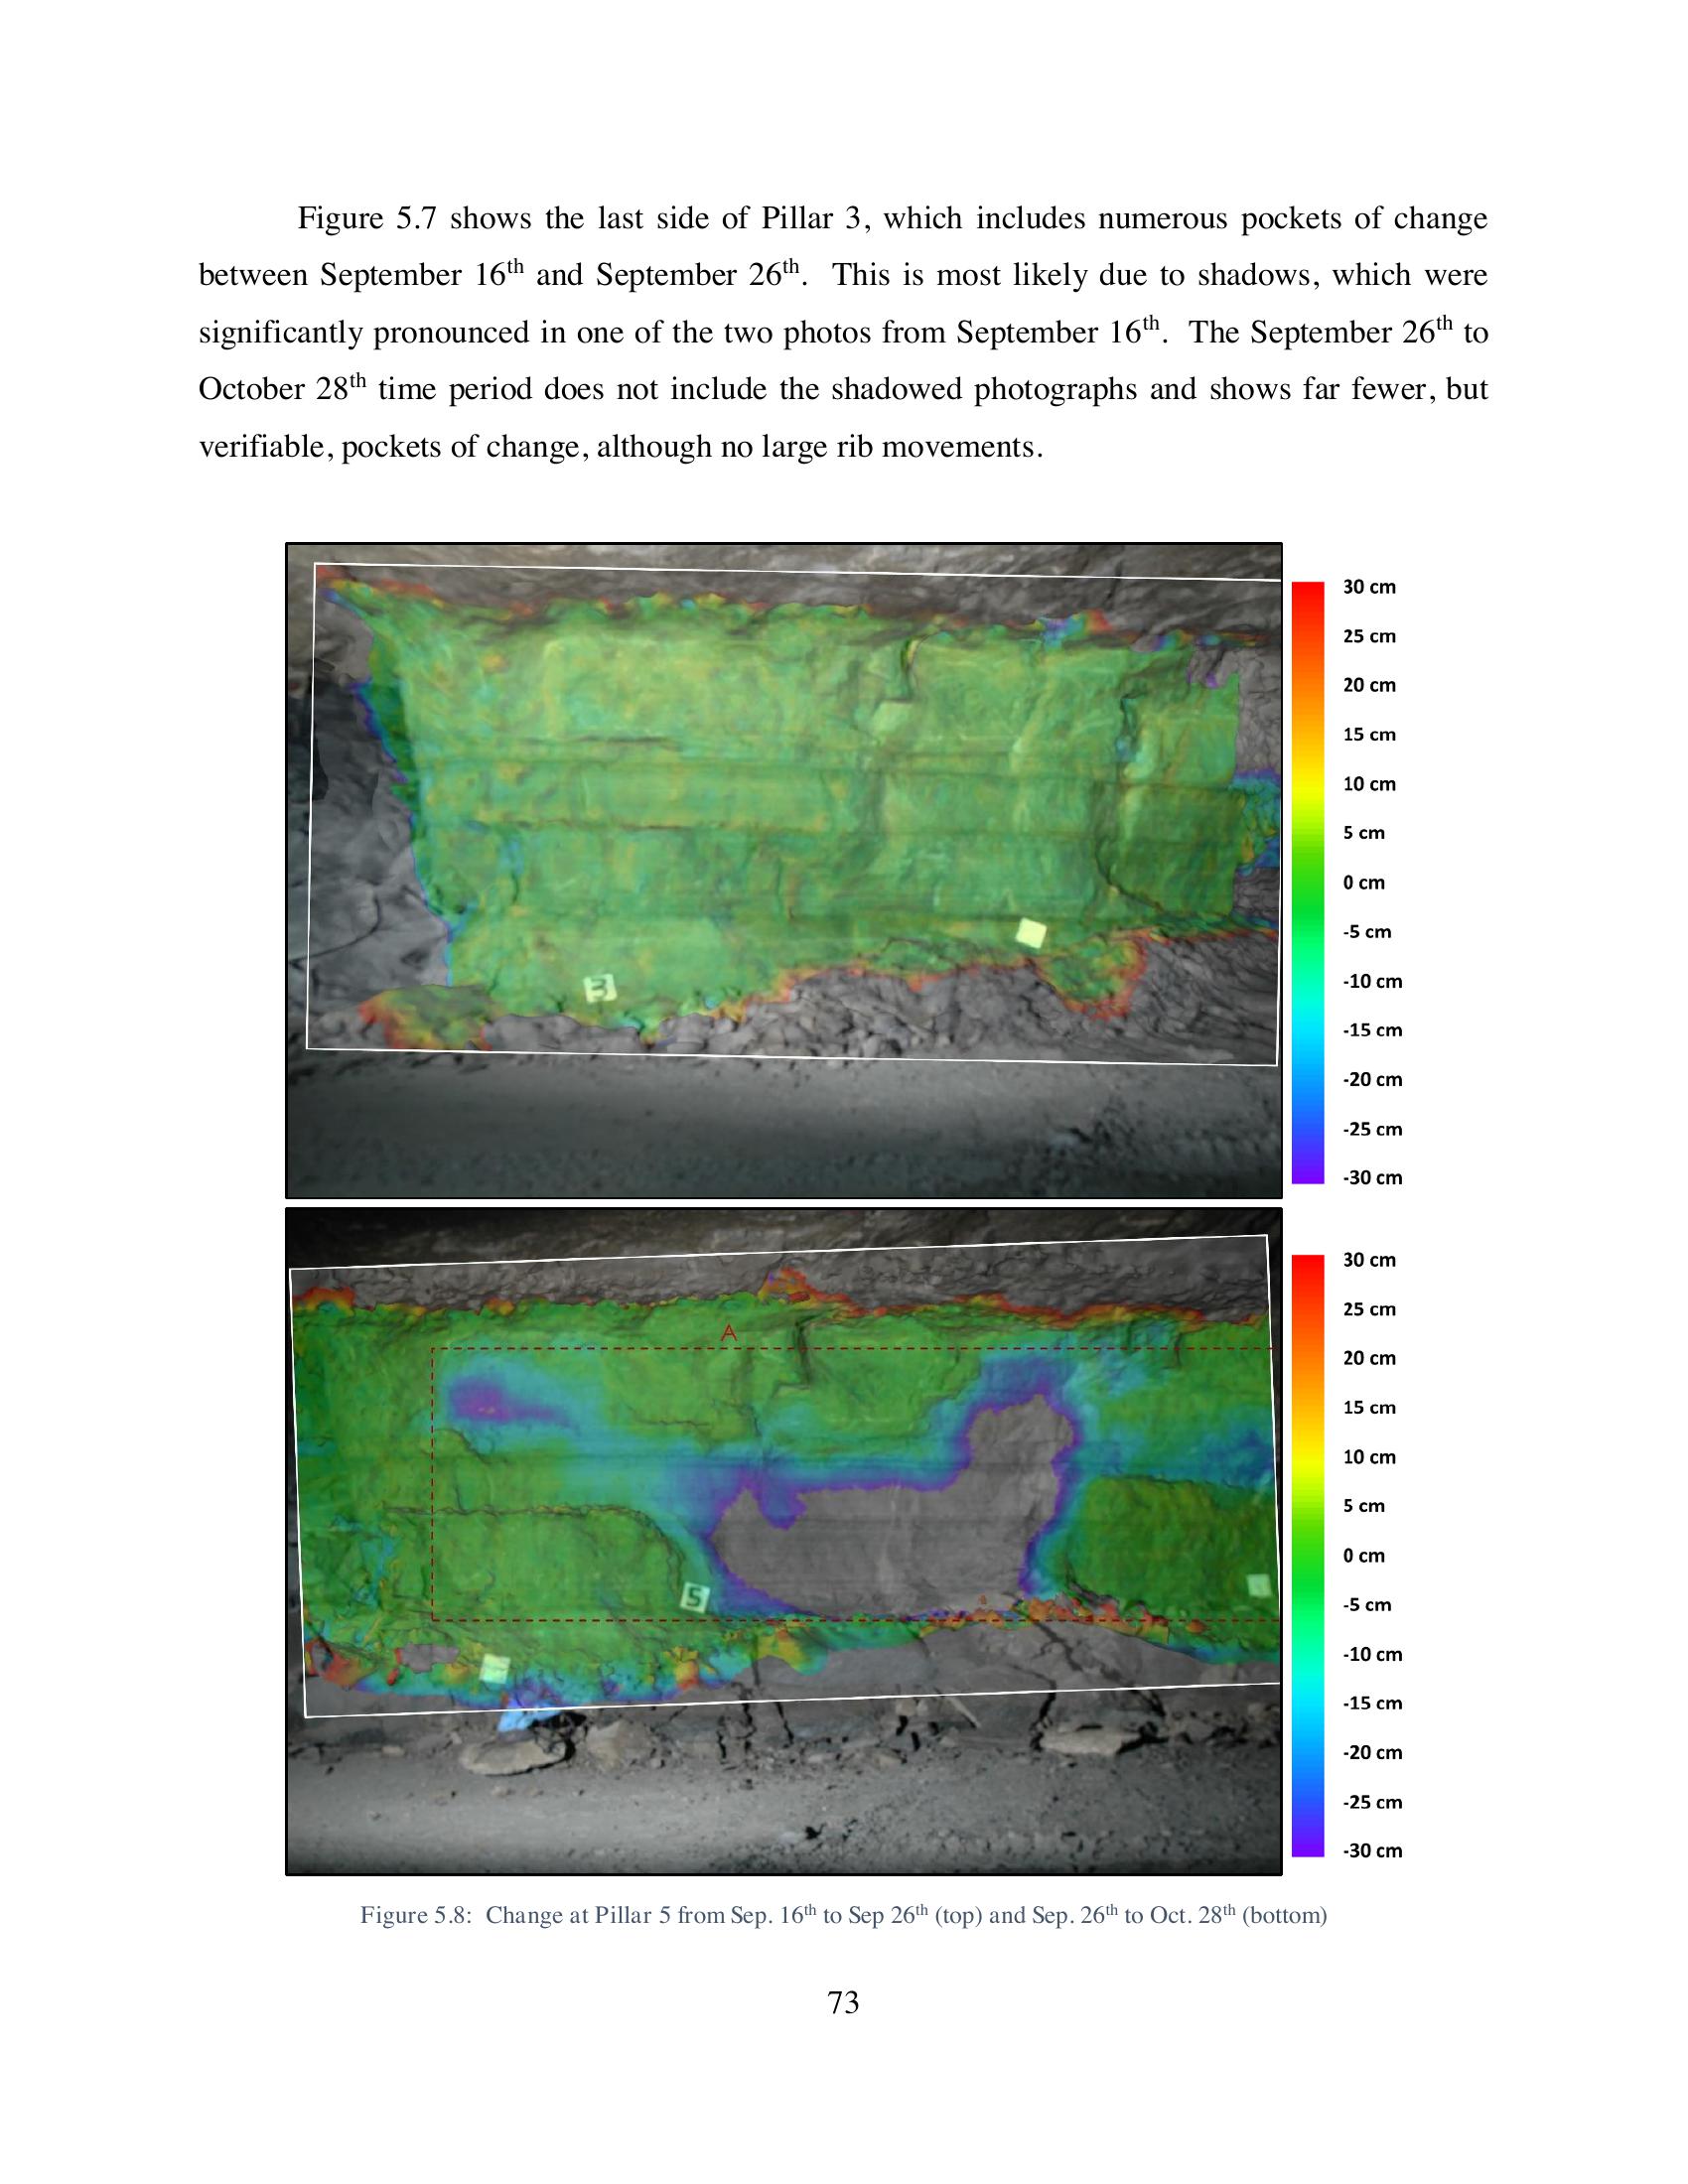 Figure 5.7 shows the last side of Pillar 3, which includes numerous pockets of change
between September 16th and September 26th. This is most likely due to shadows, which were
significantly pronounced in one of the two photos from September 16th. The September 26th to
October 28th time period does not include the shadowed photographs and shows far fewer, but
verifiable, pockets of change, although no large rib movements.
3
30 cm
25 cm
20 cm
15 cm
10 cm
5 cm
0 cm
-5 cm
-10 cm
-15 cm
-20 cm
-25 cm
-30 cm
A
5
30 cm
25 cm
20 cm
15 cm
10 cm
5 cm
0 cm
-5 cm
-10 cm
-15 cm
-20 cm
-25 cm
-30 cm
Figure 5.8: Change at Pillar 5 from Sep. 16th to Sep 26th (top) and Sep. 26th to Oct. 28th (bottom)
73